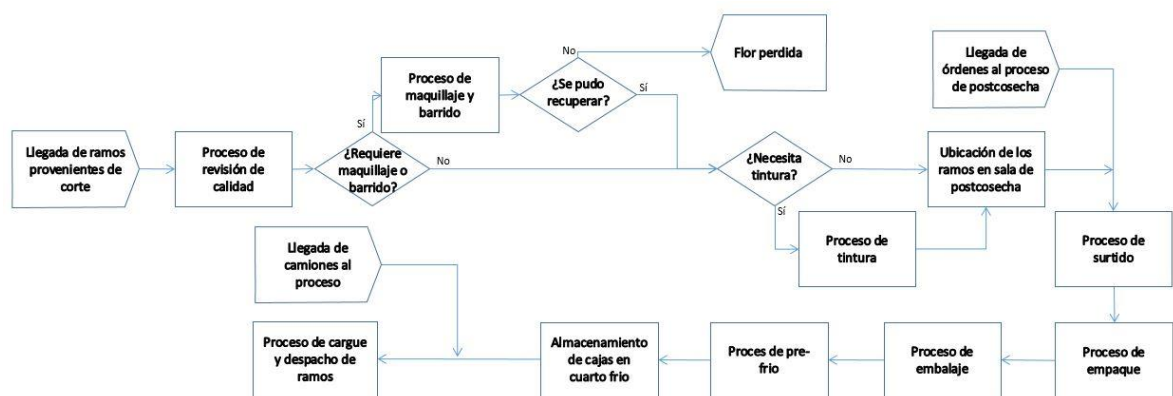 Llegada de ramos
provenientes de
corte
Proceso de
revisión de
calidad
¿Requiere
maquillaje o
barrido?
Sí
No
Proceso de
maquillaje y
barrido
¿Se pudo
recuperar?
No
Sí
Flor perdida
¿Necesita
tintura?
No
Sí
Proceso de
tintura
Ubicación de los
ramos en sala de
postcosecha
Llegada de
órdenes al proceso
de postcosecha
Proceso de
surtido
Proceso de
empaque
Proceso de
embalaje
Proces de pre-
frio
Almacenamiento
de cajas en
cuarto frio
Llegada de
camiones al
proceso
Proceso de cargue
y despacho de
ramos